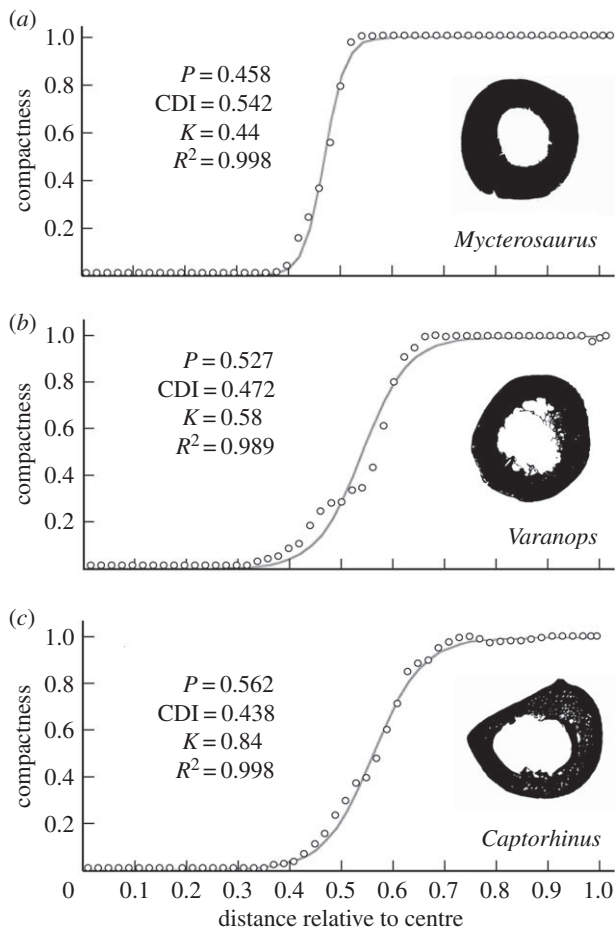 (a)
1.0
0.8
0.6
0.4
0.2
compactness
P = 0.458
CDI = 0.542
K = 0.44
R² = 0.998
Mycterosaurus
(b)
1.0
0.8
0.6
0.4
0.2
compactness
P = 0.527
CDI = 0.472
K = 0.58
R² = 0.989
Varanops
(c)
1.0
0.8
0.6
0.4
0.2
compactness
P = 0.562
CDI = 0.438
K = 0.84
R² = 0.998
Captorhinus
0 0.1 0.2 0.3 0.4 0.5 0.6 0.7 0.8 0.9 1.0
distance relative to centre